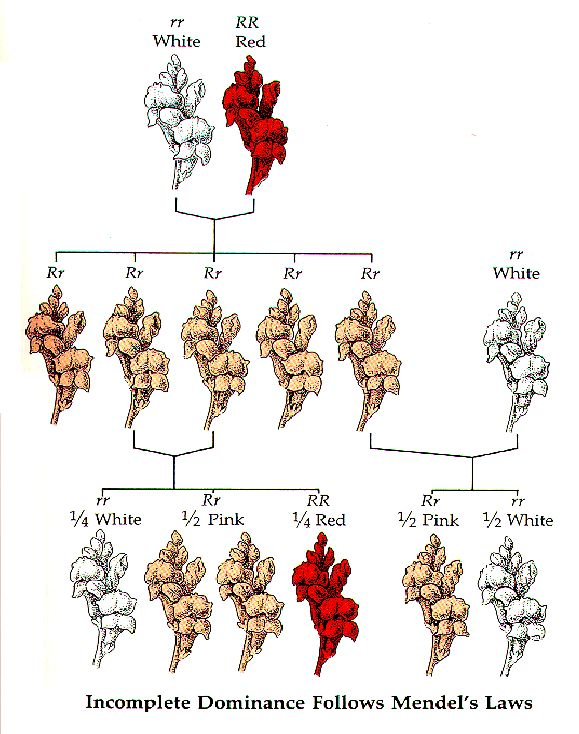 rr RR
White Red
Rr Rr Rr Rr Rr rr
White
rr Rr RR Rr rr
¼ White ½ Pink ¼ Red ½ Pink ½ White
Incomplete Dominance Follows Mendel's Laws